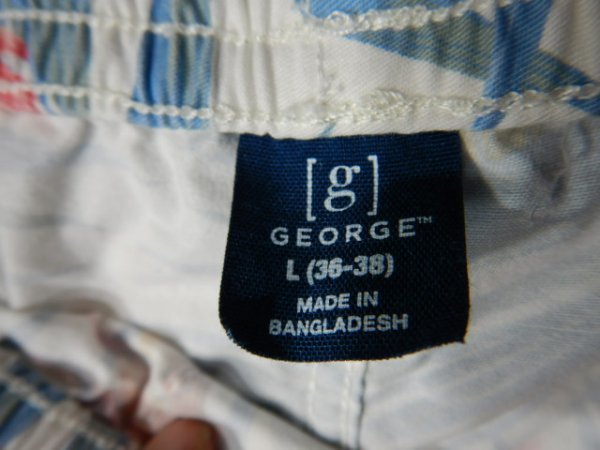 [g]
GEORGE™
L (36-38)
MADE IN
BANGLADESH